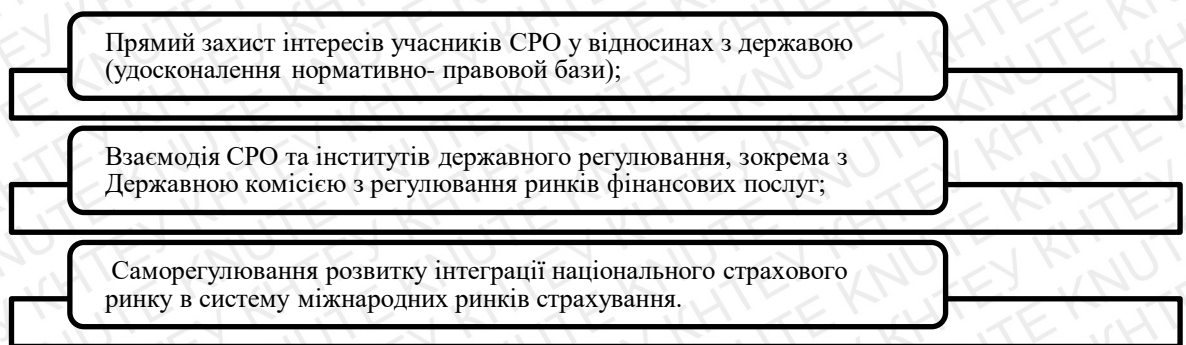 Прямий захист інтересів учасників СРО у відносинах з державою
(удосконалення нормативно- правовой бази);
Взаємодія СРО та інститутів державного регулювання, зокрема з
Державною комісією з регулювання ринків фінансових послуг;
Саморегулювання розвитку інтеграції національного страхового
ринку в систему міжнародних ринків страхування.